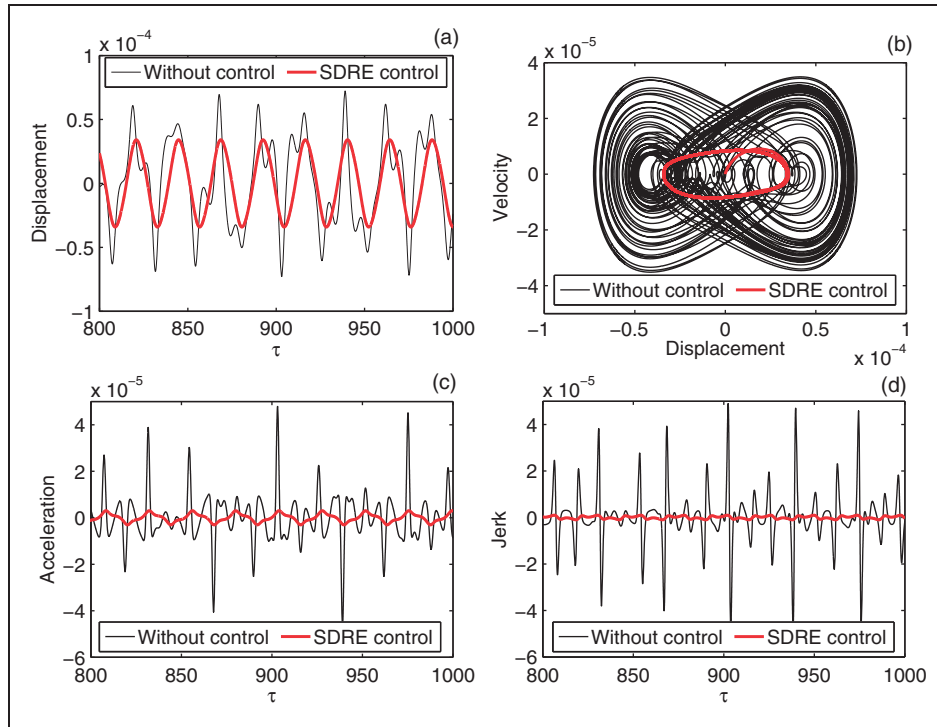 x 10⁻⁴
(a)
Without control
SDRE control
1
0.5
0
−0.5
−1
Displacement
800
850
900
950
1000
τ
(b)
x 10⁻⁵
4
2
0
−2
−4
Velocity
Without control
SDRE control
−1
−0.5
0
0.5
1
Displacement
x 10⁻⁴
x 10⁻⁵
(c)
4
2
0
−2
−4
−6
Acceleration
Without control
SDRE control
800
850
900
950
1000
τ
x 10⁻⁵
(d)
4
2
0
−2
−4
−6
Jerk
Without control
SDRE control
800
850
900
950
1000
τ